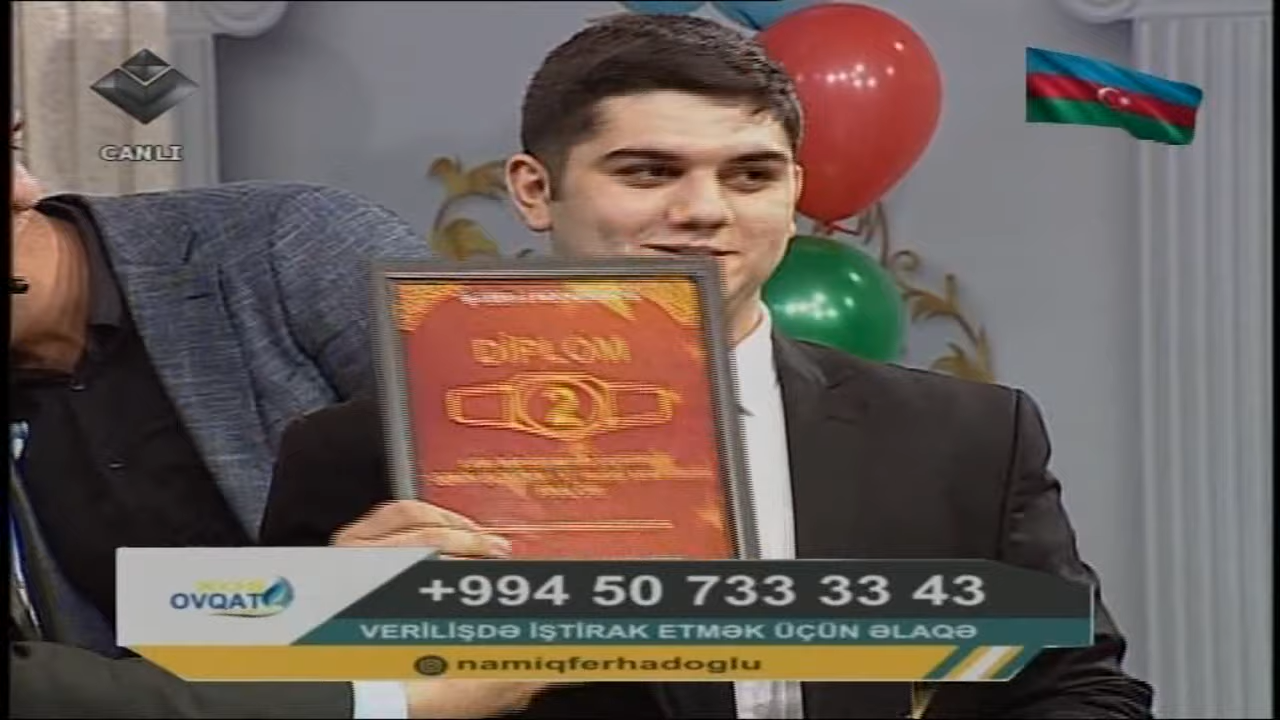 CANLI
DİPLOM
2
OVQAT
+994 50 733 33 43
VERİLİŞDƏ İŞTİRAK ETMƏK ÜÇÜN ƏLAQƏ
namiqferhadoglu